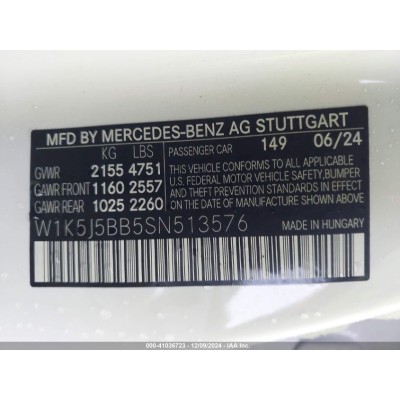 MFD BY MERCEDES-BENZ AG STUTTGART
KG LBS PASSENGER CAR 149 06/24
GVWR 2155 4751
GAWR FRONT 1160 2557
GAWR REAR 1025 2260
THIS VEHICLE CONFORMS TO ALL
APPLICABLE U.S. FEDERAL MOTOR
VEHICLE SAFETY, BUMPER
AND THEFT PREVENTION STANDARDS
IN EFFECT ON THE DATE OF
MANUFACTURE SHOWN ABOVE.
W1K5J5BB5SN513576
MADE IN HUNGARY
000-41036723 - 12/09/2024 - IAA Inc.